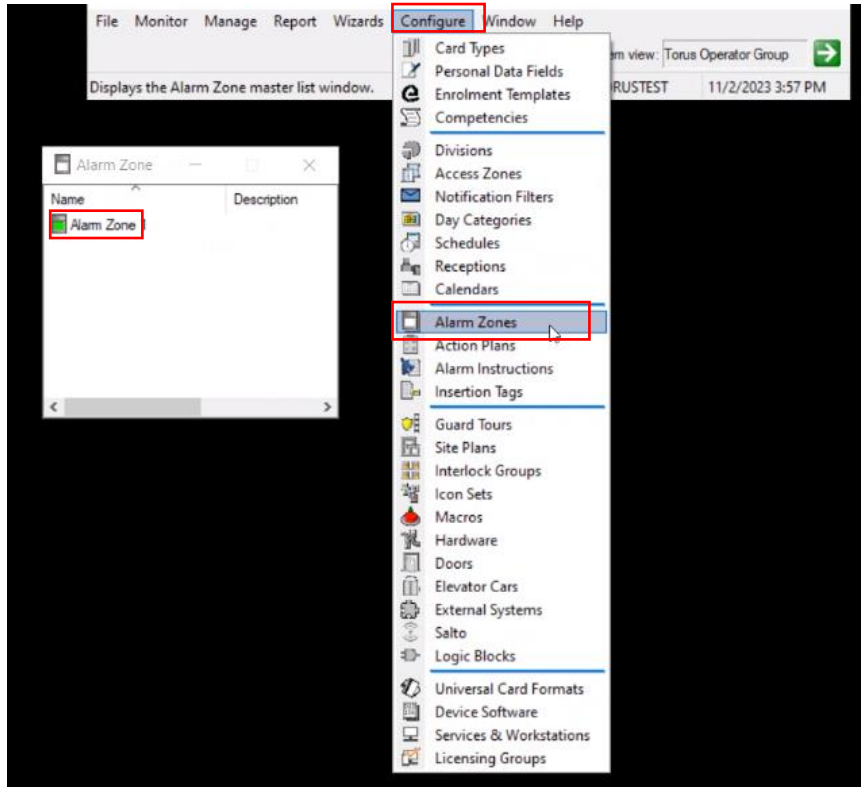 File Monitor Manage Report Wizards Configure Window Help
m view: Torus Operator Group
Displays the Alarm Zone master list window.
RUSTEST 11/2/2023 3:57 PM
Card Types
Personal Data Fields
Enrolment Templates
Competencies
Divisions
Access Zones
Notification Filters
Day Categories
Schedules
Receptions
Calendars
Alarm Zones
Action Plans
Alarm Instructions
Insertion Tags
Guard Tours
Site Plans
Interlock Groups
Icon Sets
Macros
Hardware
Doors
Elevator Cars
External Systems
Salto
Logic Blocks
Universal Card Formats
Device Software
Services & Workstations
Licensing Groups
Alarm Zone
Name Description
Alarm Zone